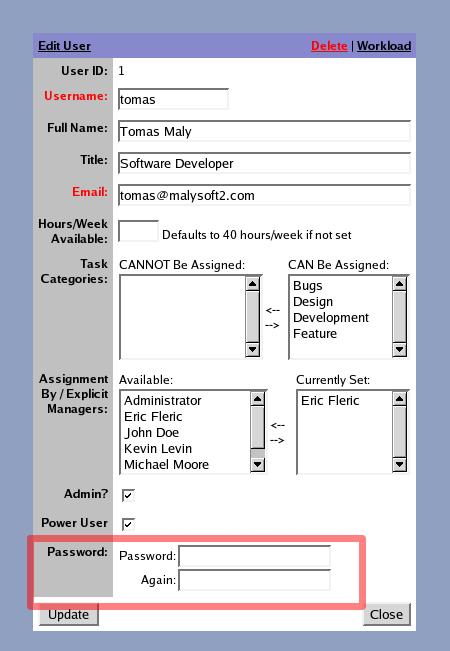 Edit User Delete | Workload
User ID: 1
Username: tomas
Full Name: Tomas Maly
Title: Software Developer
Email: tomas@malysoft2.com
Hours/Week
Available: Defaults to 40 hours/week if not set
Task
Categories:
CANNOT Be Assigned:
<--
-->
CAN Be Assigned:
Bugs
Design
Development
Feature
Assignment
By / Explicit
Managers:
Available:
Administrator
Eric Fleric
John Doe
Kevin Levin
Michael Moore
<--
-->
Currently Set:
Eric Fleric
Admin?
Power User
Password: Password:
Again:
Update Close